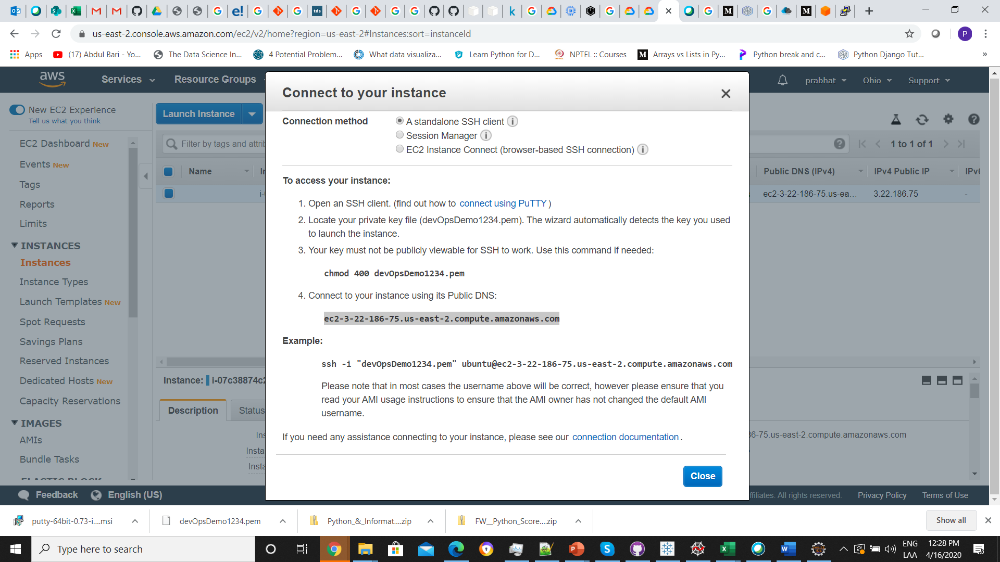 us-east-2.console.aws.amazon.com/ec2/v2/home?region=us-east-2#Instances:sort=instanceId
P
Apps
(17) Abdul Bari - Yo...
The Data Science In...
4 Potential Problem...
What data visualiza...
Learn Python for D...
NPTEL :: Courses
Arrays vs Lists in Py...
Python break and c...
Python Django Tut...
»
aws
Services
Resource Groups
prabhat
Ohio
Support
New EC2 Experience
Tell us what you think
EC2 Dashboard New
Events New
Tags
Reports
Limits
INSTANCES
Instances
Instance Types
Launch Templates New
Spot Requests
Savings Plans
Reserved Instances
Dedicated Hosts New
Capacity Reservations
IMAGES
AMIs
Bundle Tasks
Launch Instance
Filter by tags and attrib
1 to 1 of 1
Name
Public DNS (IPv4)
IPv4 Public IP
IPv6
ec2-3-22-186-75.us-ea...
3.22.186.75
-
Instance:
i-07c38874c2
Description
Status
Ins
Insta
Insta
36-75.us-east-2.compute.amazonaws.com
Connect to your instance
Connection method
A standalone SSH client
Session Manager
EC2 Instance Connect (browser-based SSH connection)
To access your instance:
1. Open an SSH client. (find out how to connect using PuTTY )
2. Locate your private key file (devOpsDemo1234.pem). The wizard automatically detects the key you used
to launch the instance.
3. Your key must not be publicly viewable for SSH to work. Use this command if needed:
chmod 400 devOpsDemo1234.pem
4. Connect to your instance using its Public DNS:
ec2-3-22-186-75.us-east-2.compute.amazonaws.com
Example:
ssh -i "devOpsDemo1234.pem" ubuntu@ec2-3-22-186-75.us-east-2.compute.amazonaws.com
Please note that in most cases the username above will be correct, however please ensure that you
read your AMI usage instructions to ensure that the AMI owner has not changed the default AMI
username.
If you need any assistance connecting to your instance, please see our connection documentation .
Close
Feedback
English (US)
ffiliates. All rights reserved.
Privacy Policy
Terms of Use
putty-64bit-0.73-i....msi
devOpsDemo1234.pem
Python_&_Informat....zip
FW__Python_Score....zip
Show all
Type here to search
ENG
LAA
12:28 PM
4/16/2020